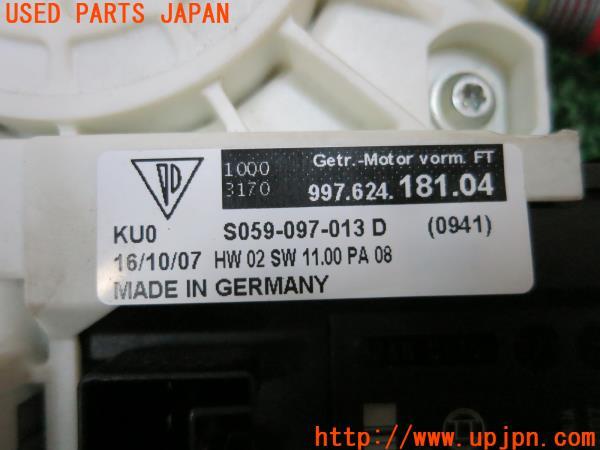 USED PARTS JAPAN
1000
3170
Getr.-Motor vorm. FT
997.624.181.04
KU0
S059-097-013 D
(0941)
16/10/07 HW 02 SW 11.00 PA 08
MADE IN GERMANY
http://www.upjpn.com/